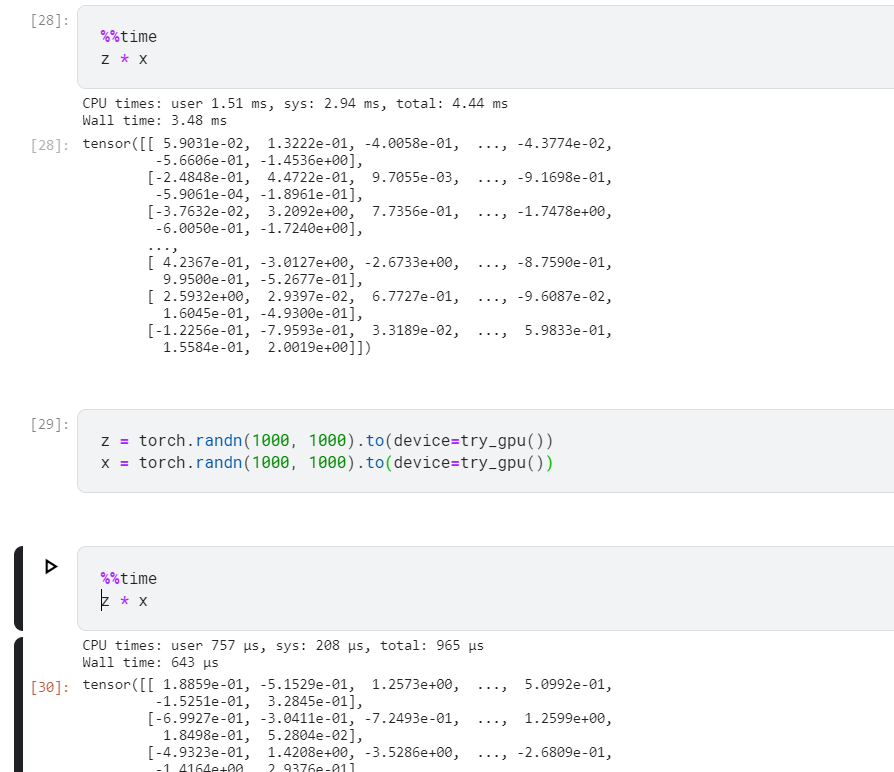 [28]:
%%time
z * x
CPU times: user 1.51 ms, sys: 2.94 ms, total: 4.44 ms
Wall time: 3.48 ms
[28]: tensor([[ 5.9031e-02,  1.3222e-01, -4.0058e-01,  ..., -4.3774e-02,
-5.6606e-01, -1.4536e+00],
[-2.4848e-01,  4.4722e-01,  9.7055e-03,  ..., -9.1698e-01,
-5.9061e-04, -1.8961e-01],
[-3.7632e-02,  3.2092e+00,  7.7356e-01,  ..., -1.7478e+00,
-6.0050e-01, -1.7240e+00],
...,
[ 4.2367e-01, -3.0127e+00, -2.6733e+00,  ..., -8.7590e-01,
9.9500e-01, -5.2677e-01],
[ 2.5932e+00,  2.9397e-02,  6.7727e-01,  ..., -9.6087e-02,
1.6045e-01, -4.9300e-01],
[-1.2256e-01, -7.9593e-01,  3.3189e-02,  ...,  5.9833e-01,
1.5584e-01,  2.0019e+00]])
[29]:
z = torch.randn(1000, 1000).to(device=try_gpu())
x = torch.randn(1000, 1000).to(device=try_gpu())
%%time
z * x
CPU times: user 757 µs, sys: 208 µs, total: 965 µs
Wall time: 643 µs
[30]: tensor([[ 1.8859e-01, -5.1529e-01,  1.2573e+00,  ...,  5.0992e-01,
-1.5251e-01,  3.2845e-01],
[-6.9927e-01, -3.0411e-01, -7.2493e-01,  ...,  1.2599e+00,
1.8498e-01,  5.2804e-02],
[-4.9323e-01,  1.4208e+00, -3.5286e+00,  ..., -2.6809e-01,
-1.4164e+00  2.9376e-01]